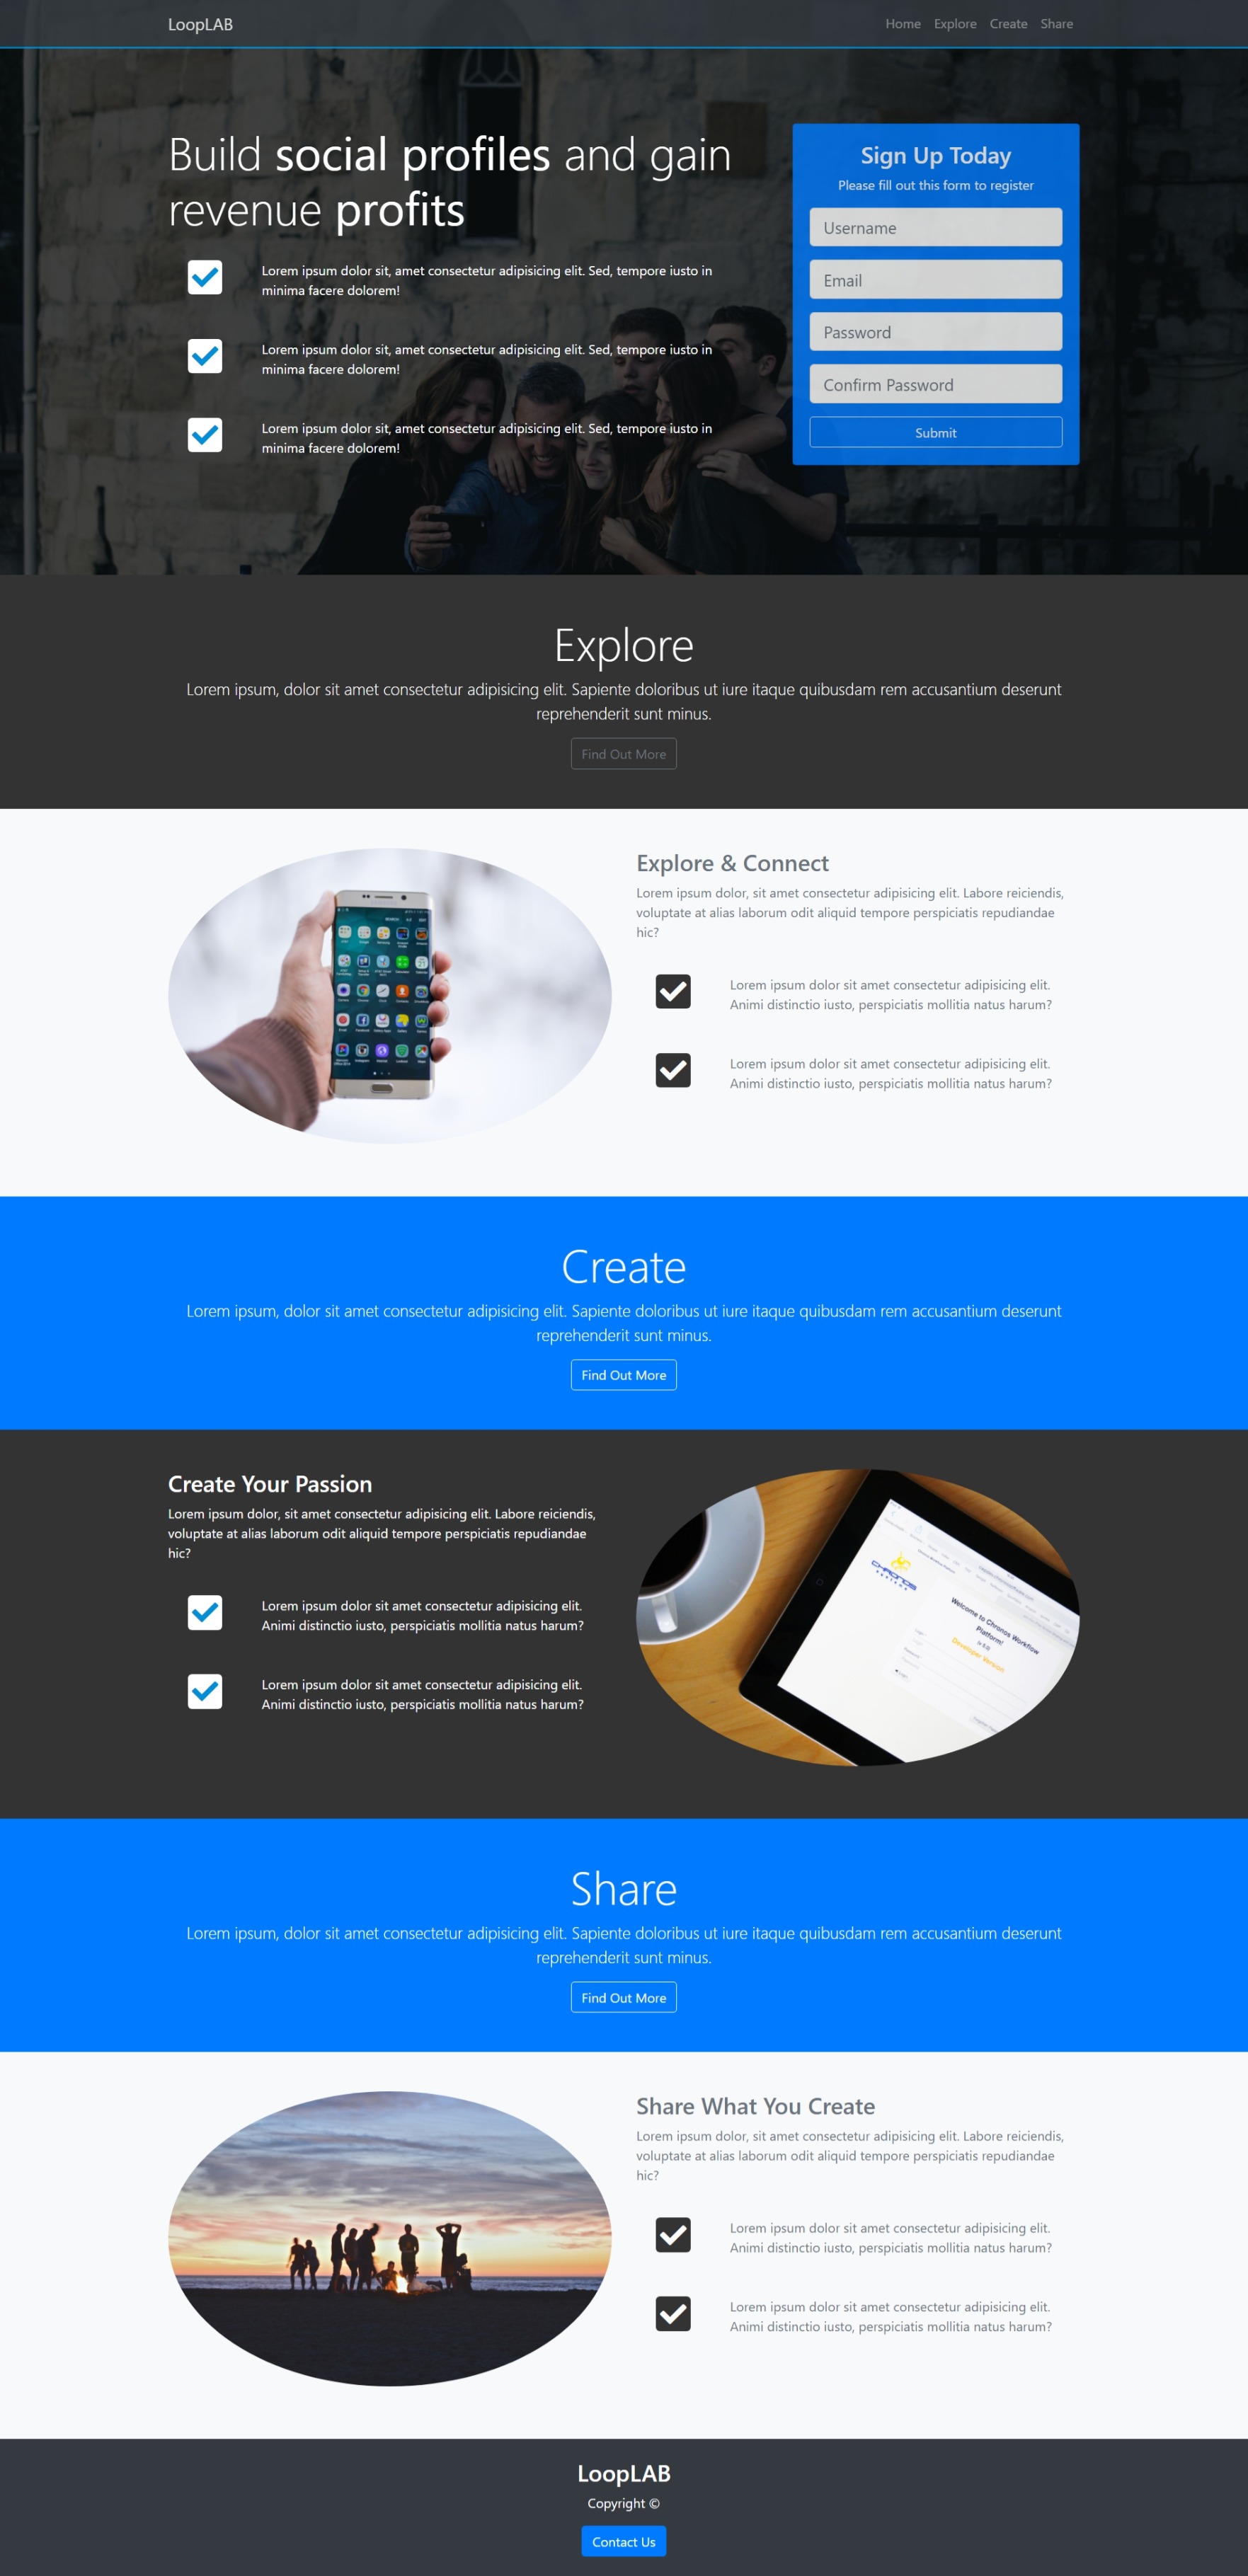 LoopLAB
Home Explore Create Share
Build social profiles and gain
revenue profits
Lorem ipsum dolor sit, amet consectetur adipisicing elit. Sed, tempore iusto in
minima facere dolorem!
Lorem ipsum dolor sit, amet consectetur adipisicing elit. Sed, tempore iusto in
minima facere dolorem!
Lorem ipsum dolor sit, amet consectetur adipisicing elit. Sed, tempore iusto in
minima facere dolorem!
Sign Up Today
Please fill out this form to register
Username
Email
Password
Confirm Password
Submit
Explore
Lorem ipsum, dolor sit amet consectetur adipisicing elit. Sapiente doloribus ut iure itaque quibusdam rem accusantium deserunt
reprehenderit sunt minus.
Find Out More
Explore & Connect
Lorem ipsum dolor, sit amet consectetur adipisicing elit. Labore reiciendis,
voluptate at alias laborum odit aliquid tempore perspiciatis repudiandae
hic?
Lorem ipsum dolor sit amet consectetur adipisicing elit.
Animi distinctio iusto, perspiciatis mollitia natus harum?
Lorem ipsum dolor sit amet consectetur adipisicing elit.
Animi distinctio iusto, perspiciatis mollitia natus harum?
Create
Lorem ipsum, dolor sit amet consectetur adipisicing elit. Sapiente doloribus ut iure itaque quibusdam rem accusantium deserunt
reprehenderit sunt minus.
Find Out More
Create Your Passion
Lorem ipsum dolor, sit amet consectetur adipisicing elit. Labore reiciendis,
voluptate at alias laborum odit aliquid tempore perspiciatis repudiandae
hic?
Lorem ipsum dolor sit amet consectetur adipisicing elit.
Animi distinctio iusto, perspiciatis mollitia natus harum?
Lorem ipsum dolor sit amet consectetur adipisicing elit.
Animi distinctio iusto, perspiciatis mollitia natus harum?
CHRONOS
Welcome to Chronos Workflow
Platform!
Developer Version
Share
Lorem ipsum, dolor sit amet consectetur adipisicing elit. Sapiente doloribus ut iure itaque quibusdam rem accusantium deserunt
reprehenderit sunt minus.
Find Out More
Share What You Create
Lorem ipsum dolor, sit amet consectetur adipisicing elit. Labore reiciendis,
voluptate at alias laborum odit aliquid tempore perspiciatis repudiandae
hic?
Lorem ipsum dolor sit amet consectetur adipisicing elit.
Animi distinctio iusto, perspiciatis mollitia natus harum?
Lorem ipsum dolor sit amet consectetur adipisicing elit.
Animi distinctio iusto, perspiciatis mollitia natus harum?
LoopLAB
Copyright ©
Contact Us